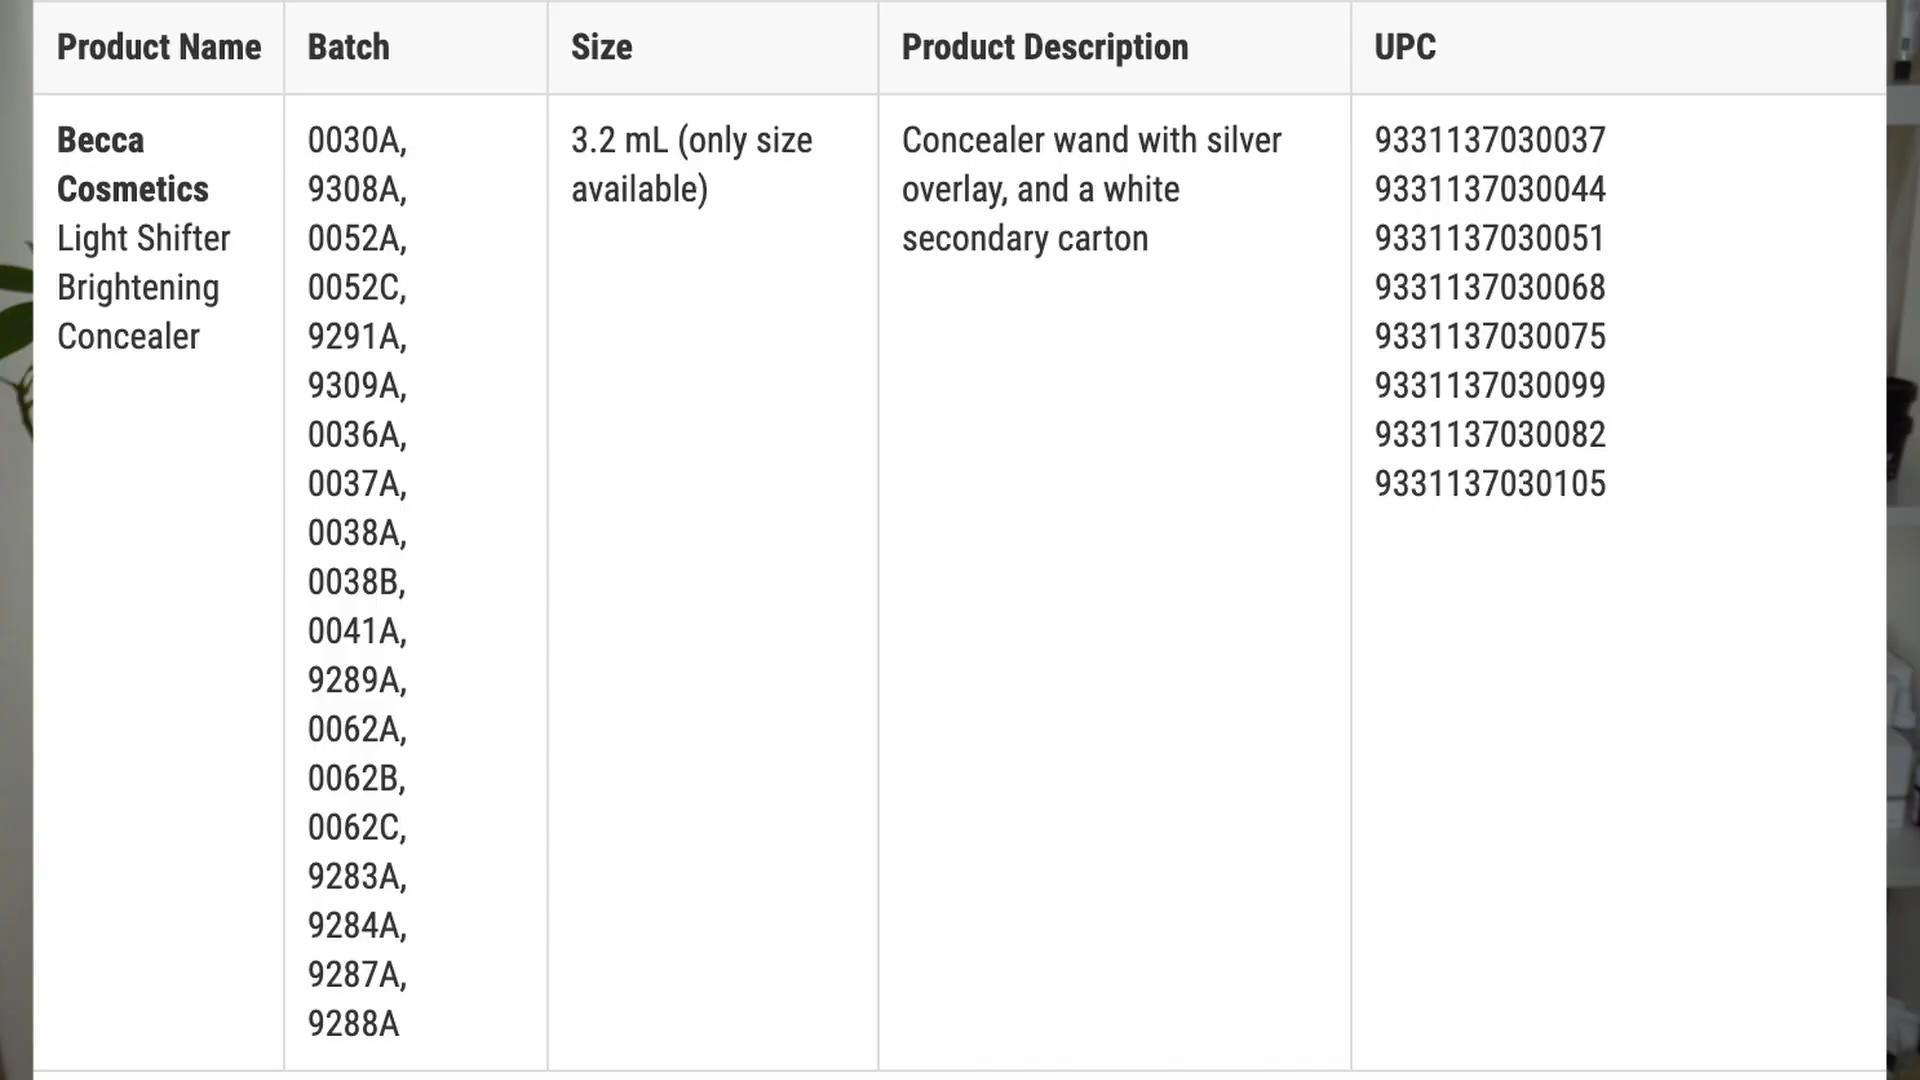 Product Name
Batch
Size
Product Description
UPC
Becca
Cosmetics
Light Shifter
Brightening
Concealer
0030A,
9308A,
0052A,
0052C,
9291A,
9309A,
0036A,
0037A,
0038A,
0038B,
0041A,
9289A,
0062A,
0062B,
0062C,
9283A,
9284A,
9287A,
9288A
3.2 mL (only size
available)
Concealer wand with silver
overlay, and a white
secondary carton
9331137030037
9331137030044
9331137030051
9331137030068
9331137030075
9331137030099
9331137030082
9331137030105